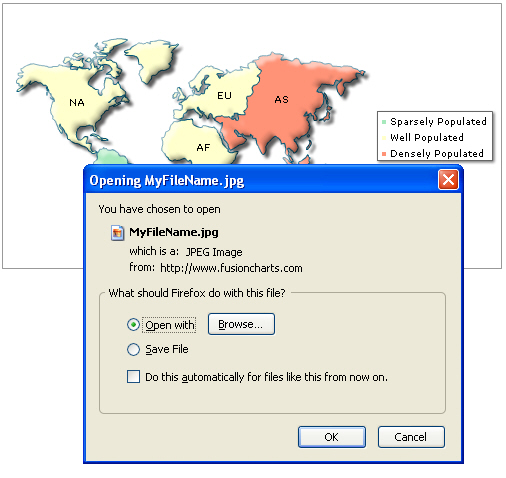 NA
EU
AS
AF
Sparsely Populated
Well Populated
Densely Populated
Opening MyFileName.jpg
You have chosen to open
MyFileName.jpg
which is a: JPEG Image
from: http://www.fusioncharts.com
What should Firefox do with this file?
Open with Browse...
Save File
Do this automatically for files like this from now on.
OK Cancel